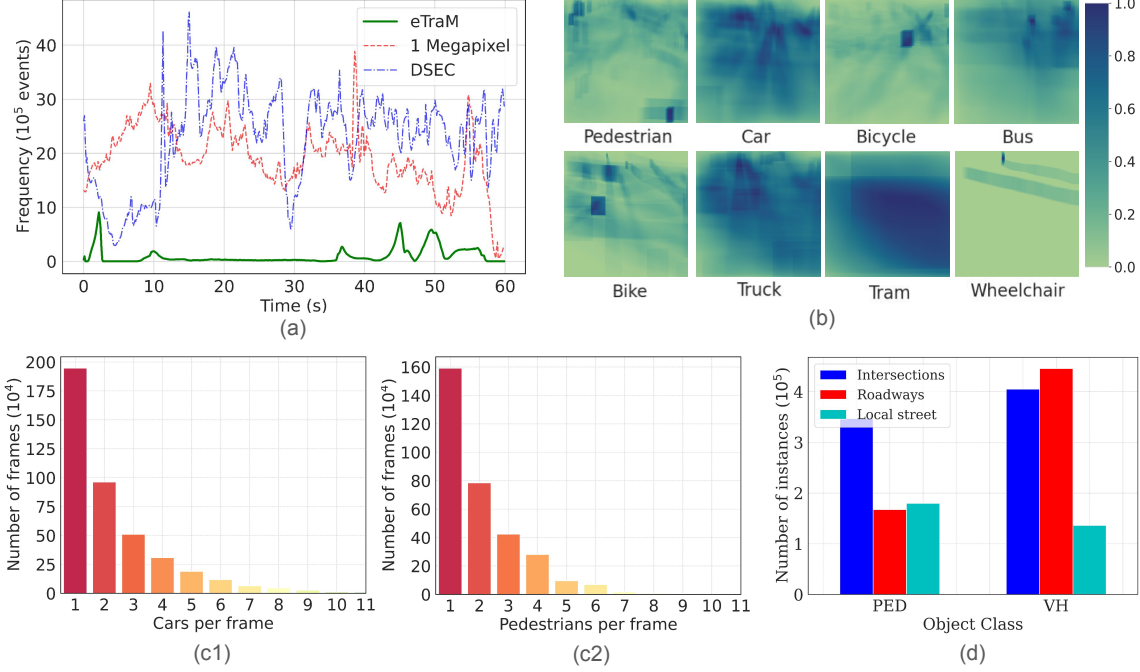 Frequency (10⁵ events)
40
30
20
10
0
eTraM
1 Megapixel
DSEC
0 10 20 30 40 50 60
Time (s)
(a)
Pedestrian Car Bicycle Bus
Bike Truck Tram Wheelchair
1.0
0.8
0.6
0.4
0.2
0.0
(b)
Number of frames (10⁴)
200
175
150
125
100
75
50
25
0
1 2 3 4 5 6 7 8 9 10 11
Cars per frame
(c1)
Number of frames (10⁴)
160
140
120
100
80
60
40
20
0
1 2 3 4 5 6 7 8 9 10 11
Pedestrians per frame
(c2)
Number of instances (10⁵)
4
3
2
1
0
Intersections
Roadways
Local street
PED VH
Object Class
(d)